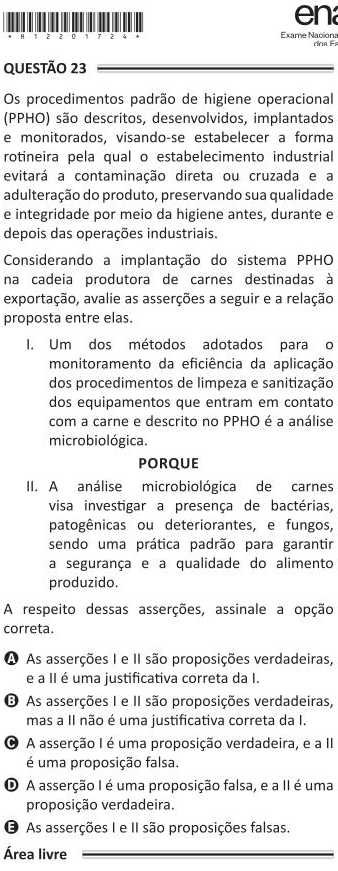 * R 1 2 2 0 1 7 2 4 *
ena
Exame Naciona
QUESTÃO 23
Os procedimentos padrão de higiene operacional
(PPHO) são descritos, desenvolvidos, implantados
e monitorados, visando-se estabelecer a forma
rotineira pela qual o estabelecimento industrial
evitará a contaminação direta ou cruzada e a
adulteração do produto, preservando sua qualidade
e integridade por meio da higiene antes, durante e
depois das operações industriais.
Considerando a implantação do sistema PPHO
na cadeia produtora de carnes destinadas à
exportação, avalie as asserções a seguir e a relação
proposta entre elas.
I. Um dos métodos adotados para o
monitoramento da eficiência da aplicação
dos procedimentos de limpeza e sanitização
dos equipamentos que entram em contato
com a carne e descrito no PPHO é a análise
microbiológica.
PORQUE
II. A análise microbiológica de carnes
visa investigar a presença de bactérias,
patogênicas ou deteriorantes, e fungos,
sendo uma prática padrão para garantir
a segurança e a qualidade do alimento
produzido.
A respeito dessas asserções, assinale a opção
correta.
A As asserções I e II são proposições verdadeiras,
e a II é uma justificativa correta da I.
B As asserções I e II são proposições verdadeiras,
mas a II não é uma justificativa correta da I.
C A asserção I é uma proposição verdadeira, e a II
é uma proposição falsa.
D A asserção I é uma proposição falsa, e a II é uma
proposição verdadeira.
E As asserções I e II são proposições falsas.
Área livre